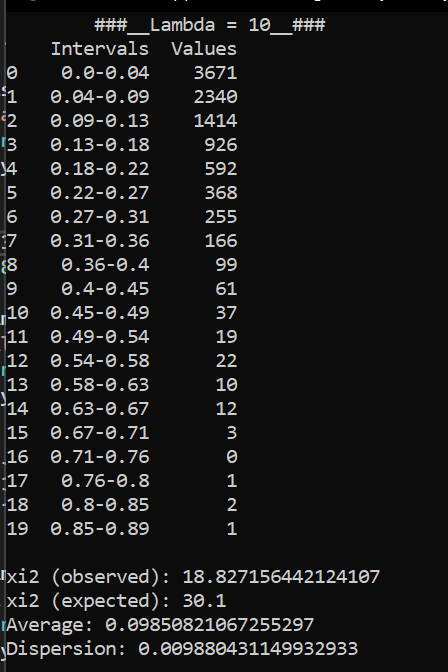 ###__Lambda = 10__###
Intervals Values
0 0.0-0.04 3671
1 0.04-0.09 2340
2 0.09-0.13 1414
3 0.13-0.18 926
4 0.18-0.22 592
5 0.22-0.27 368
6 0.27-0.31 255
7 0.31-0.36 166
8 0.36-0.4 99
9 0.4-0.45 61
10 0.45-0.49 37
11 0.49-0.54 19
12 0.54-0.58 22
13 0.58-0.63 10
14 0.63-0.67 12
15 0.67-0.71 3
16 0.71-0.76 0
17 0.76-0.8 1
18 0.8-0.85 2
19 0.85-0.89 1
xi2 (observed): 18.827156442124107
xi2 (expected): 30.1
Average: 0.09850821067255297
Dispersion: 0.009880431149932933